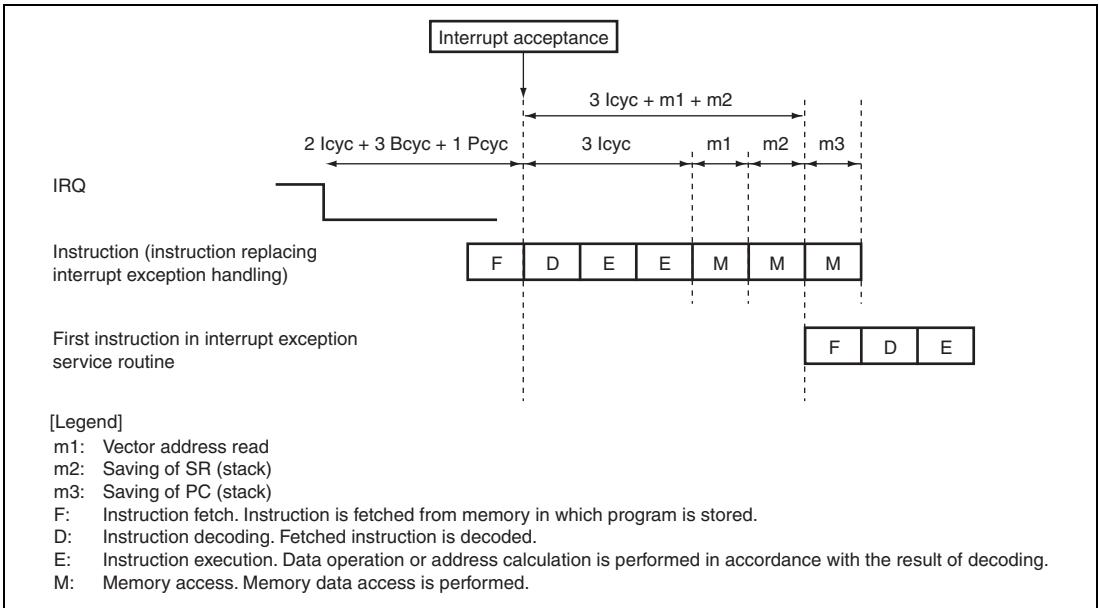 Interrupt acceptance
3 Icyc + m1 + m2
2 Icyc + 3 Bcyc + 1 Pcyc
3 Icyc
m1
m2
m3
IRQ
Instruction (instruction replacing
interrupt exception handling)
F D E E M M M
First instruction in interrupt exception
service routine
F D E
[Legend]
m1: Vector address read
m2: Saving of SR (stack)
m3: Saving of PC (stack)
F: Instruction fetch. Instruction is fetched from memory in which program is stored.
D: Instruction decoding. Fetched instruction is decoded.
E: Instruction execution. Data operation or address calculation is performed in accordance with the result of decoding.
M: Memory access. Memory data access is performed.